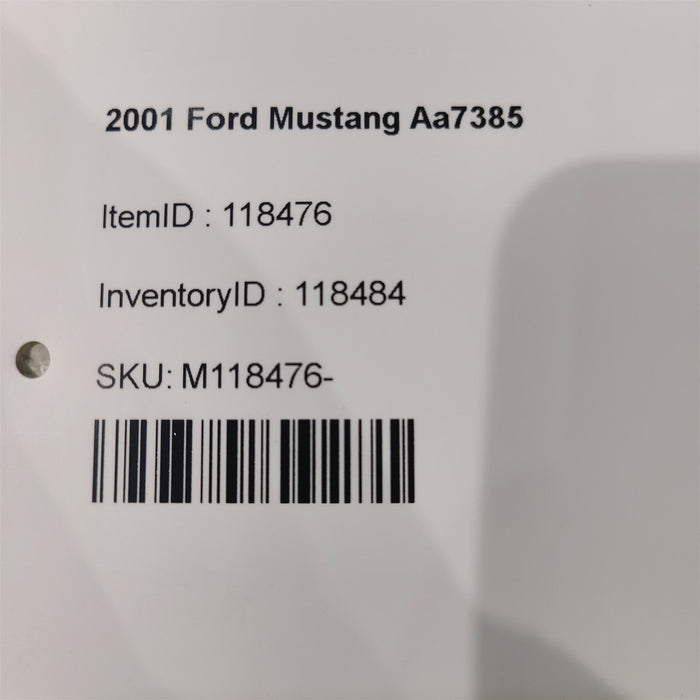 2001 Ford Mustang Aa7385
ItemID : 118476
InventoryID : 118484
SKU: M118476-